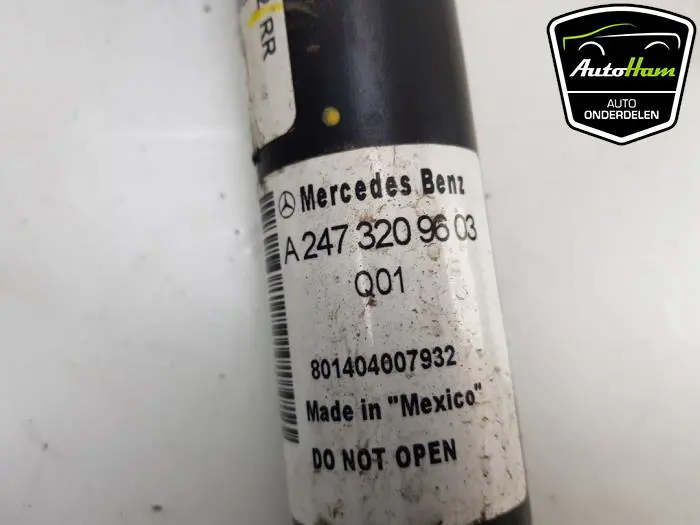 RR
AutoHam
AUTO
ONDERDELEN
Mercedes Benz
A 247 320 96 03
Q01
801404007932
Made in "Mexico"
DO NOT OPEN